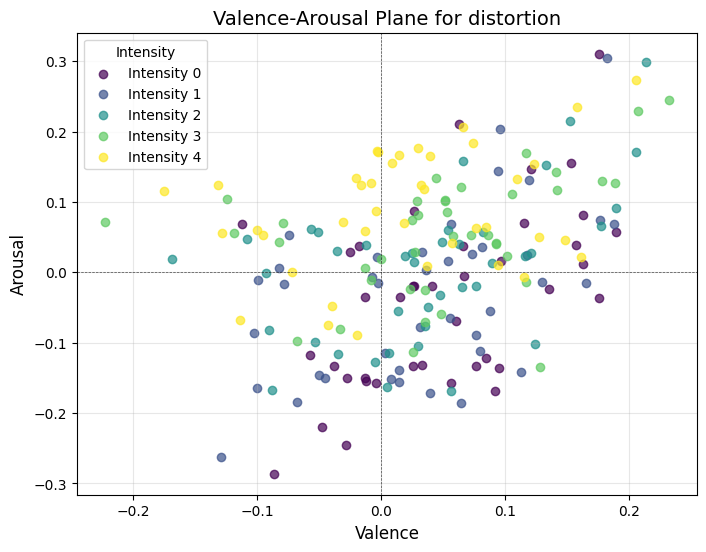 Valence-Arousal Plane for distortion
Intensity
Intensity 0
Intensity 1
Intensity 2
Intensity 3
Intensity 4
Arousal
0.3
0.2
0.1
0.0
−0.1
−0.2
−0.3
−0.2
−0.1
0.0
0.1
0.2
Valence